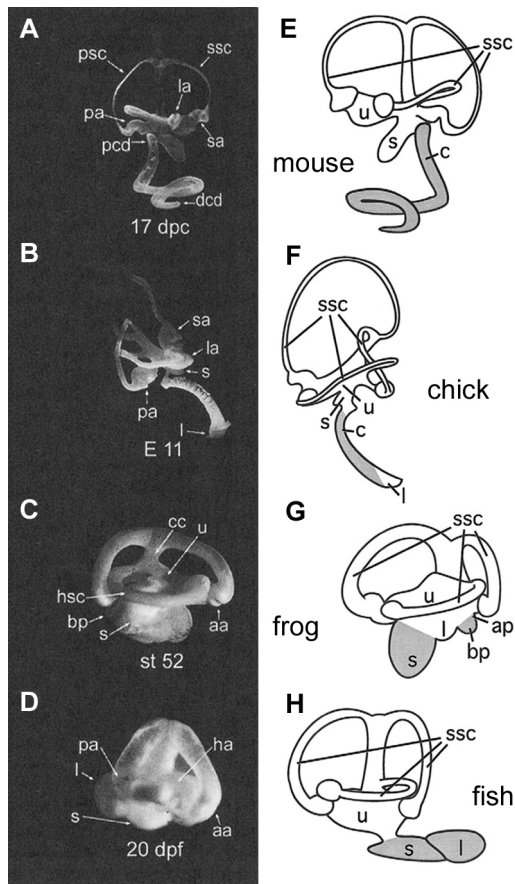 A
psc
ssc
la
pa
pcd
sa
dcd
17 dpc
B
sa
la
s
pa
l
E 11
C
cc
u
hsc
bp
s
aa
st 52
D
pa
ha
l
s
aa
20 dpf
E
ssc
u
s
c
mouse
F
ssc
u
s
c
l
chick
G
ssc
u
l
ap
bp
s
frog
H
ssc
u
s
l
fish